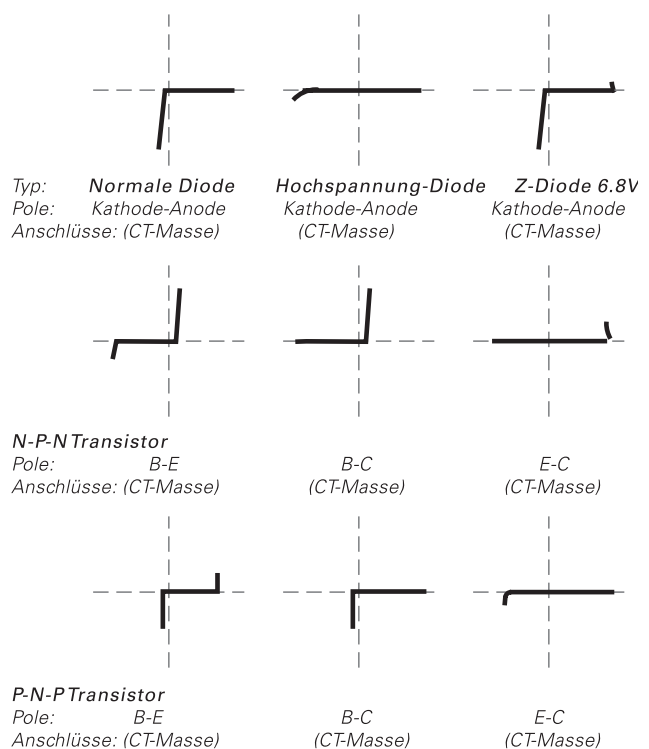 Typ: Normale Diode Hochspannung-Diode Z-Diode 6.8V
Pole: Kathode-Anode Kathode-Anode Kathode-Anode
Anschlüsse: (CT-Masse) (CT-Masse) (CT-Masse)
N-P-N Transistor
Pole: B-E B-C E-C
Anschlüsse: (CT-Masse) (CT-Masse) (CT-Masse)
P-N-P Transistor
Pole: B-E B-C E-C
Anschlüsse: (CT-Masse) (CT-Masse) (CT-Masse)